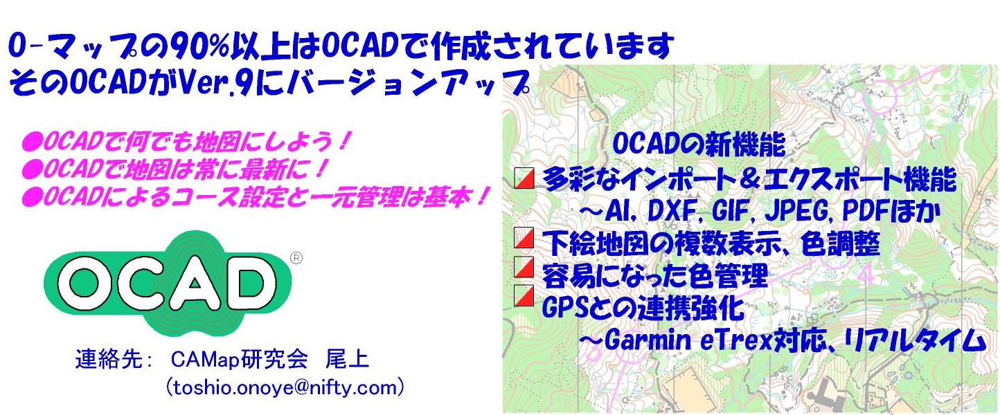 O-マップの90%以上はOCADで作成されています
そのOCADがVer.9にバージョンアップ
●OCADで何でも地図にしよう！
●OCADで地図は常に最新に！
●OCADによるコース設定と一元管理は基本！
OCAD®
連絡先： CAMap研究会 尾上
(toshio.onoye@nifty.com)
OCADの新機能
多彩なインポート＆エクスポート機能
～AI, DXF, GIF, JPEG, PDFほか
下絵地図の複数表示、色調整
容易になった色管理
4
GPSとの連携強化
～Garmin eTrex対応、リアルタイム